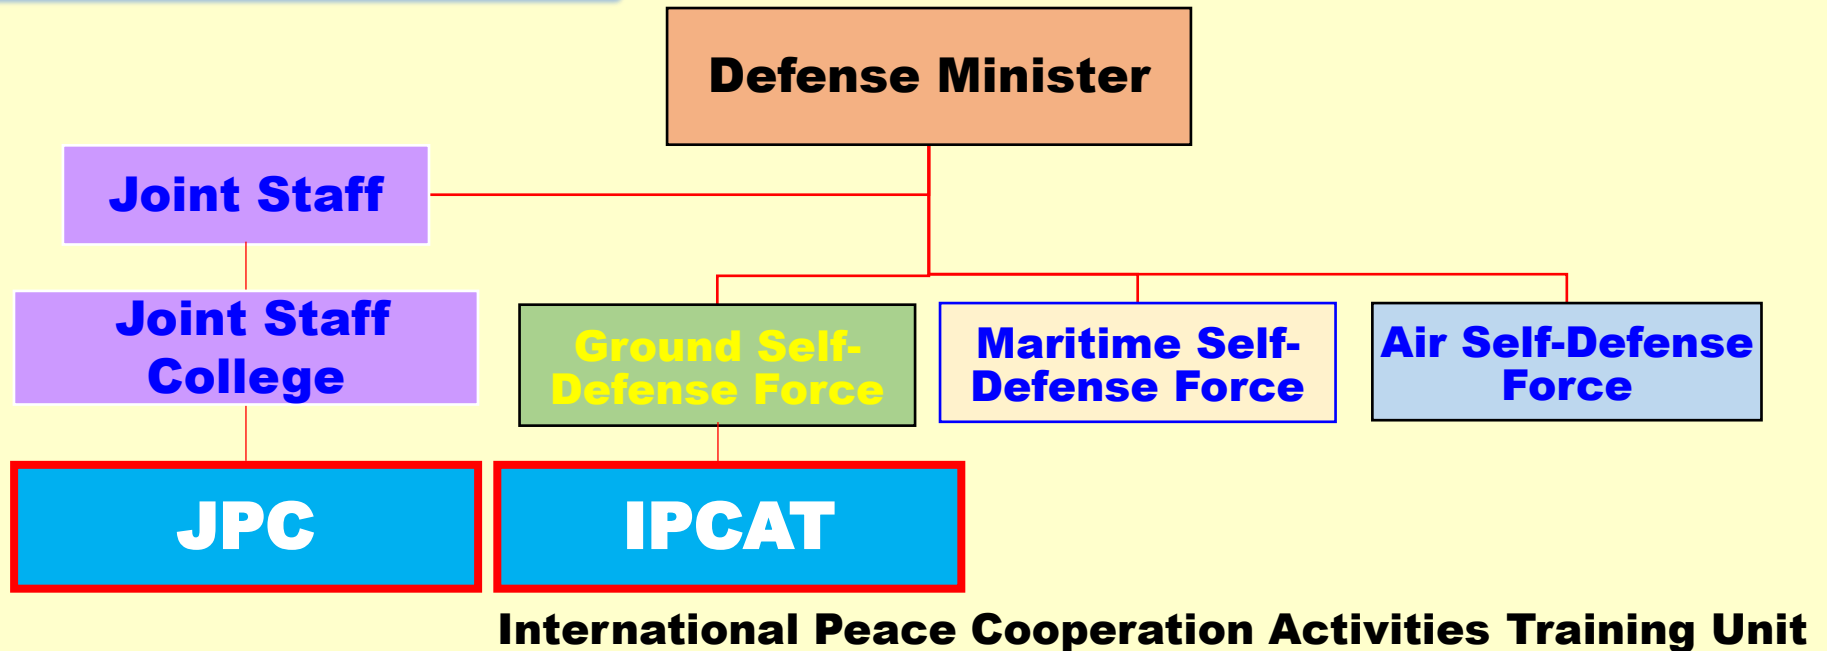 Defense Minister
Joint Staff
Joint Staff
College
Ground Self-
Defense Force
Maritime Self-
Defense Force
Air Self-Defense
Force
JPC
IPCAT
International Peace Cooperation Activities Training Unit